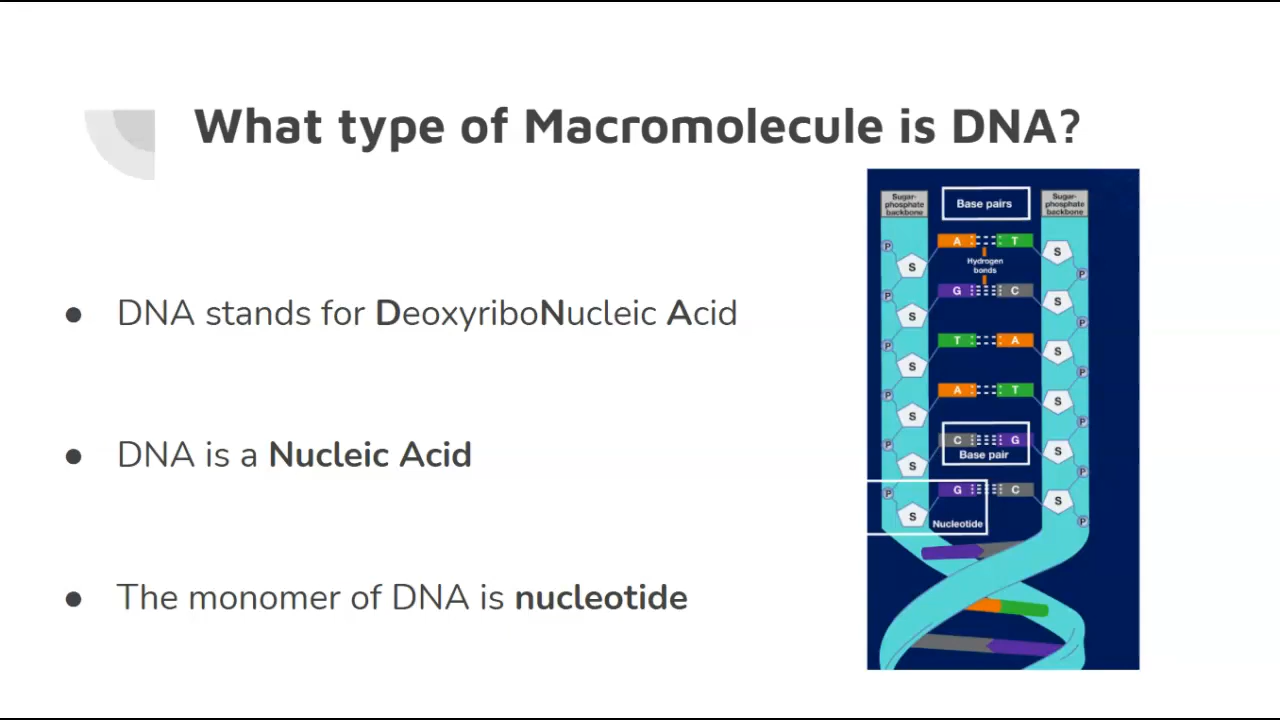 What type of Macromolecule is DNA?
● DNA stands for DeoxyriboNucleic Acid
● DNA is a Nucleic Acid
● The monomer of DNA is nucleotide
Sugar-
phosphate
backbone
Base pairs
Sugar-
phosphate
backbone
A T
P S S P
Hydrogen
bonds
G C
P S S P
T A
P S S P
A T
P S S P
C G
Base pair
P S S P
G C
P S S P
Nucleotide